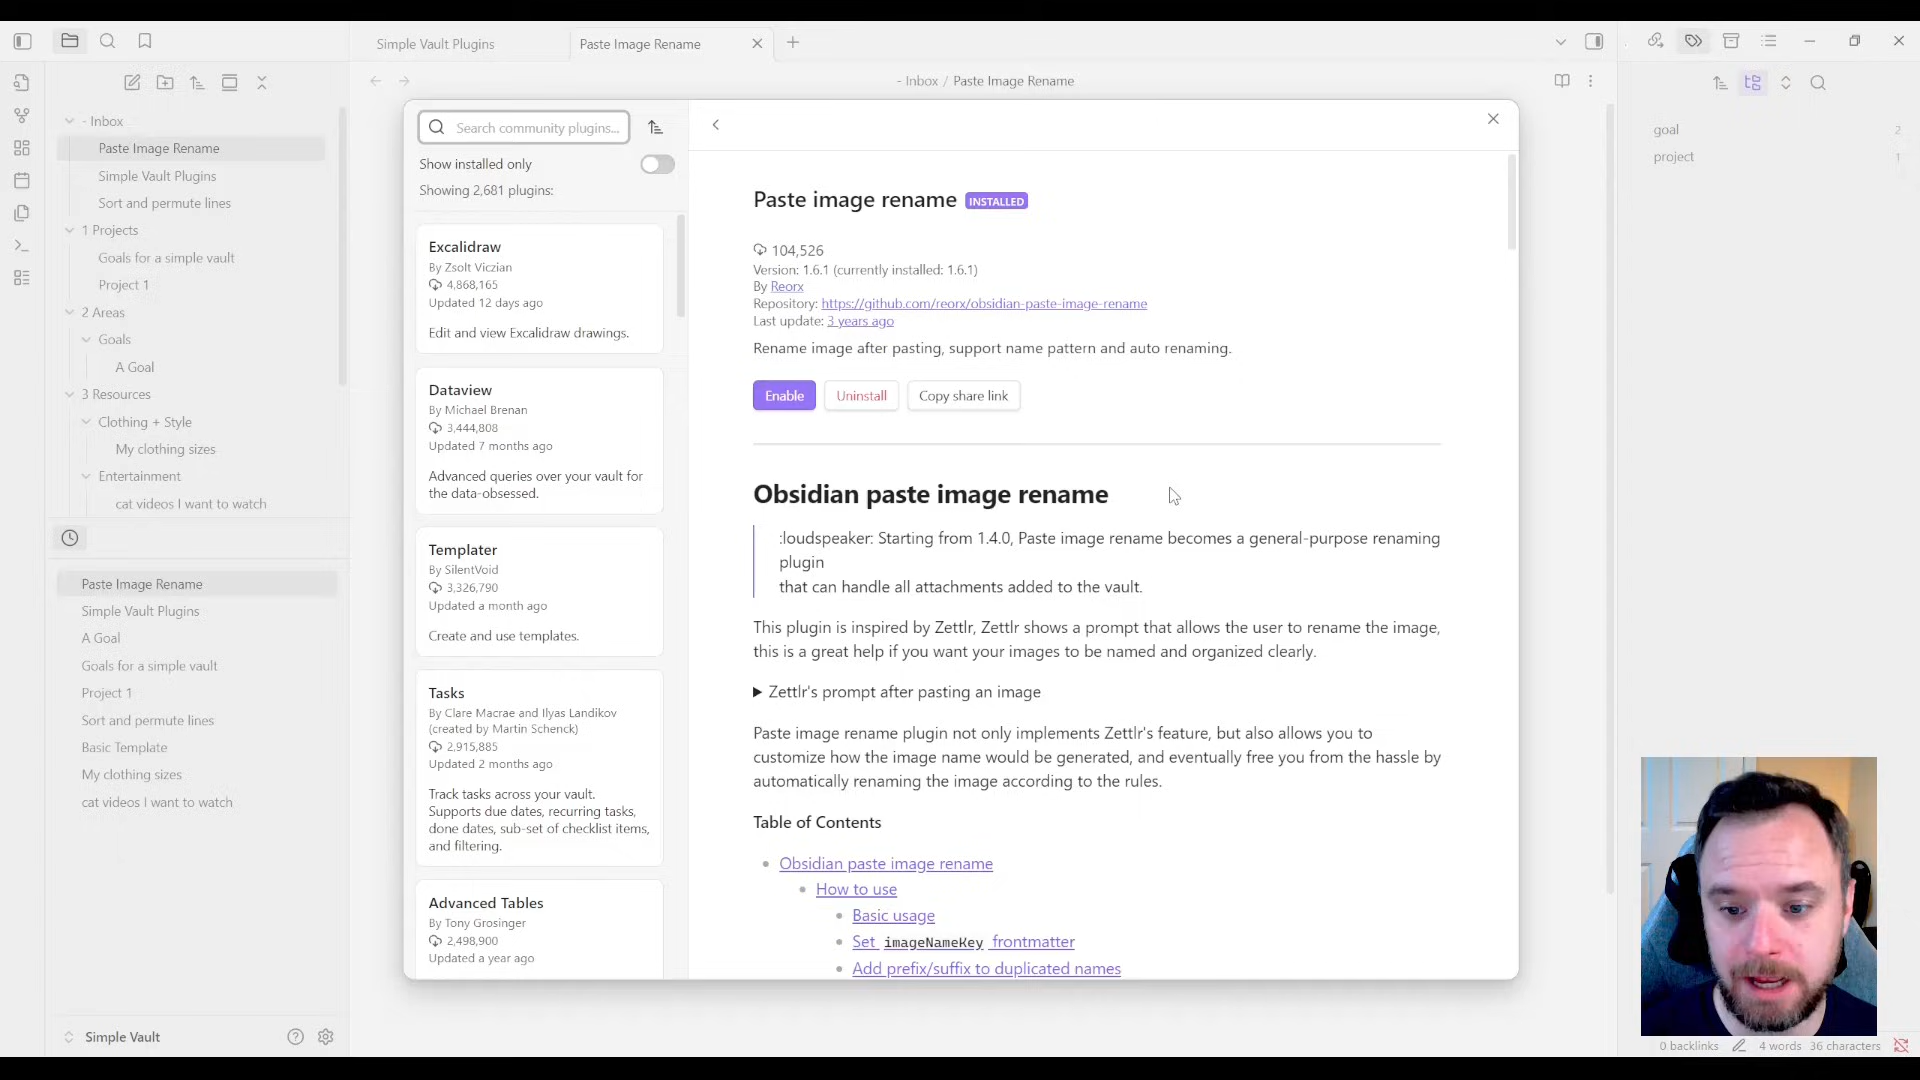 Simple Vault Plugins
Paste Image Rename
- Inbox / Paste Image Rename
- Inbox
Paste Image Rename
Simple Vault Plugins
Sort and permute lines
1 Projects
Goals for a simple vault
Project 1
2 Areas
Goals
A Goal
3 Resources
Clothing + Style
My clothing sizes
Entertainment
cat videos I want to watch
Paste Image Rename
Simple Vault Plugins
A Goal
Goals for a simple vault
Project 1
Sort and permute lines
Basic Template
My clothing sizes
cat videos I want to watch
Simple Vault
Search community plugins...
Show installed only
Showing 2,681 plugins:
Excalidraw
By Zsolt Viczian
4,868,165
Updated 12 days ago
Edit and view Excalidraw drawings.
Dataview
By Michael Brenan
3,444,808
Updated 7 months ago
Advanced queries over your vault for
the data-obsessed.
Templater
By SilentVoid
3,326,790
Updated a month ago
Create and use templates.
Tasks
By Clare Macrae and Ilyas Landikov
(created by Martin Schenck)
2,915,885
Updated 2 months ago
Track tasks across your vault.
Supports due dates, recurring tasks,
done dates, sub-set of checklist items,
and filtering.
Advanced Tables
By Tony Grosinger
2,498,900
Updated a year ago
Paste image rename INSTALLED
104,526
Version: 1.6.1 (currently installed: 1.6.1)
By Reorx
Repository: https://github.com/reorx/obsidian-paste-image-rename
Last update: 3 years ago
Rename image after pasting, support name pattern and auto renaming.
Enable Uninstall Copy share link
Obsidian paste image rename
:loudspeaker: Starting from 1.4.0, Paste image rename becomes a general-purpose renaming
plugin
that can handle all attachments added to the vault.
This plugin is inspired by Zettlr, Zettlr shows a prompt that allows the user to rename the image,
this is a great help if you want your images to be named and organized clearly.
Zettlr's prompt after pasting an image
Paste image rename plugin not only implements Zettlr's feature, but also allows you to
customize how the image name would be generated, and eventually free you from the hassle by
automatically renaming the image according to the rules.
Table of Contents
Obsidian paste image rename
How to use
Basic usage
Set imageNameKey frontmatter
Add prefix/suffix to duplicated names
goal 2
project 1
0 backlinks 4 words 36 characters